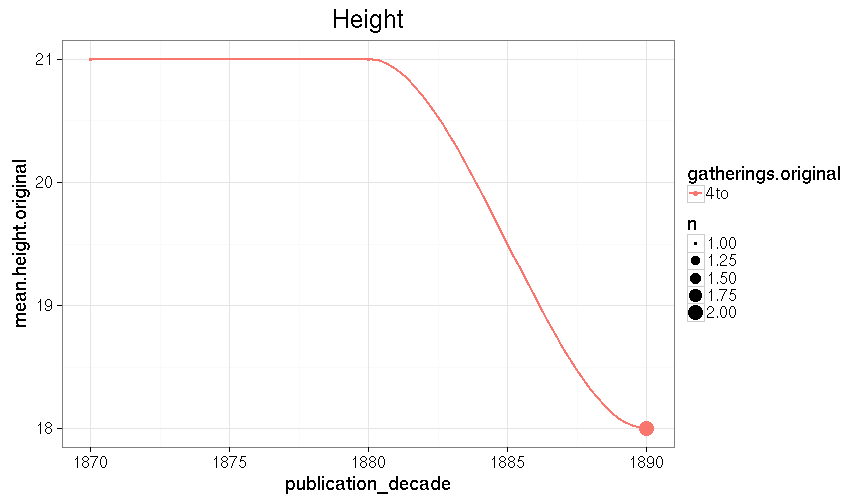 Height
21
20
19
18
mean.height.original
1870 1875 1880 1885 1890
publication_decade
gatherings.original
4to
n
1.00
1.25
1.50
1.75
2.00